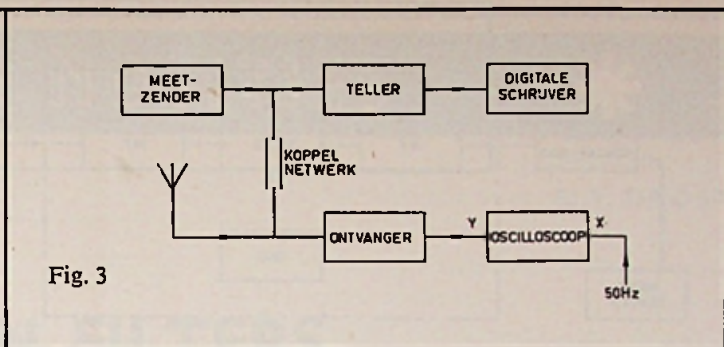 MEET-
ZENDER
TELLER
DIGITALE
SCHRIJVER
KOPPEL
NETWERK
ONTVANGER
Y
OSCILLOSCOOP
X
50Hz
Fig. 3